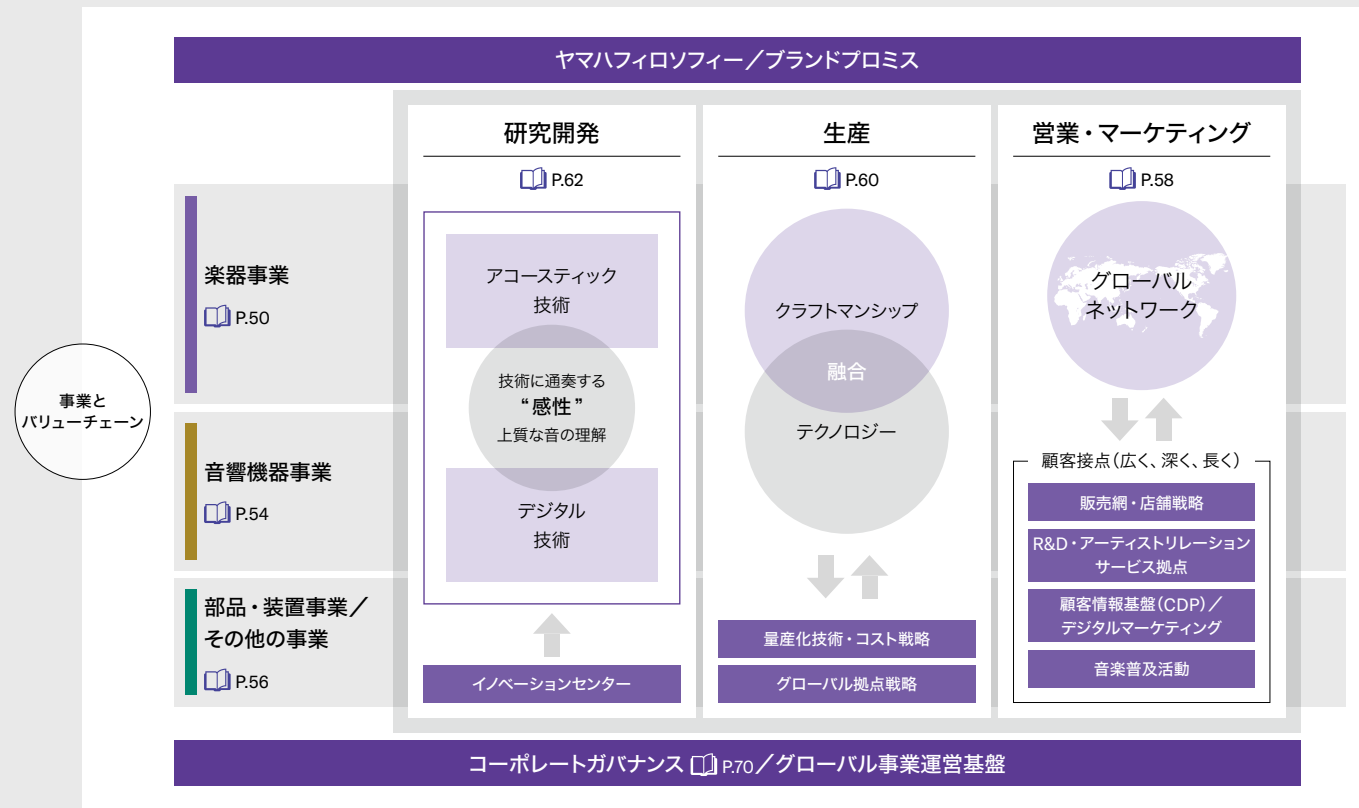 ヤマハフィロソフィー／ブランドプロミス
事業と
バリューチェーン
楽器事業
P.50
音響機器事業
P.54
部品・装置事業／
その他の事業
P.56
研究開発
P.62
アコースティック
技術
技術に通奏する
“感性”
上質な音の理解
デジタル
技術
イノベーションセンター
生産
P.60
クラフトマンシップ
融合
テクノロジー
量産化技術・コスト戦略
グローバル拠点戦略
営業・マーケティング
P.58
グローバル
ネットワーク
顧客接点（広く、深く、長く）
販売網・店舗戦略
R&D・アーティストリレーション
サービス拠点
顧客情報基盤（CDP）／
デジタルマーケティング
音楽普及活動
コーポレートガバナンス P.70／グローバル事業運営基盤